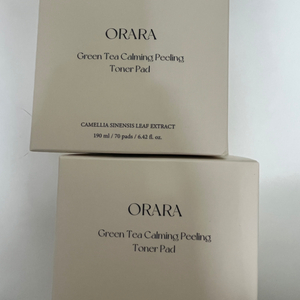 ORARA
Green Tea Calming Peeling
Toner Pad
CAMELLIA SINENSIS LEAF EXTRACT
190 ml / 70 pads / 6.42 fl. oz.
ORARA
Green Tea Calming Peeling
Toner Pad